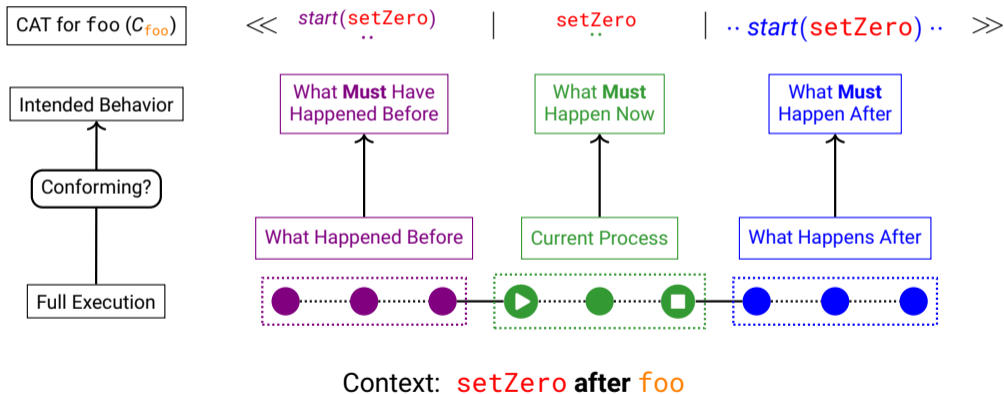 CAT for foo (C_foo)
≪ start(setZero) ·· | setZero ·· | ·· start(setZero) ·· ≫
Intended Behavior
What Must Have
Happened Before
What Must
Happen Now
What Must
Happen After
Conforming?
What Happened Before
Current Process
What Happens After
Full Execution
Context: setZero after foo